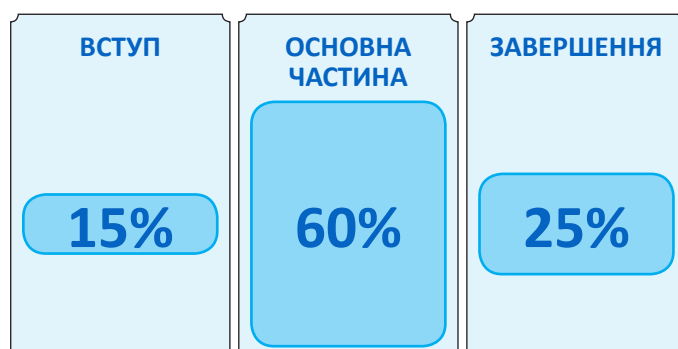 ВСТУП
15%
ОСНОВНА
ЧАСТИНА
60%
ЗАВЕРШЕННЯ
25%